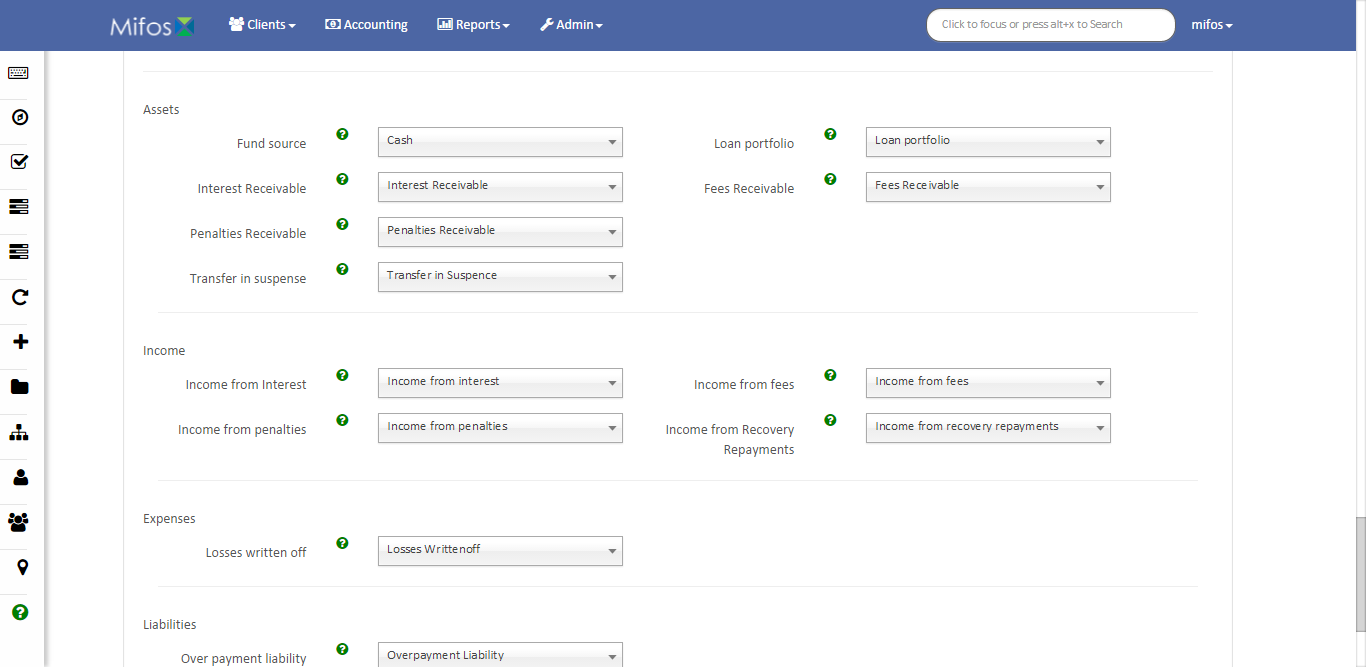 Mifos Clients Accounting Reports Admin Click to focus or press alt+x to Search mifos
Assets
Fund source Cash Loan portfolio Loan portfolio
Interest Receivable Interest Receivable Fees Receivable Fees Receivable
Penalties Receivable Penalties Receivable
Transfer in suspense Transfer in Suspence
Income
Income from Interest Income from interest Income from fees Income from fees
Income from penalties Income from penalties Income from Recovery Income from recovery repayments
Repayments
Expenses
Losses written off Losses Writtenoff
Liabilities
Over payment liability Overpayment Liability